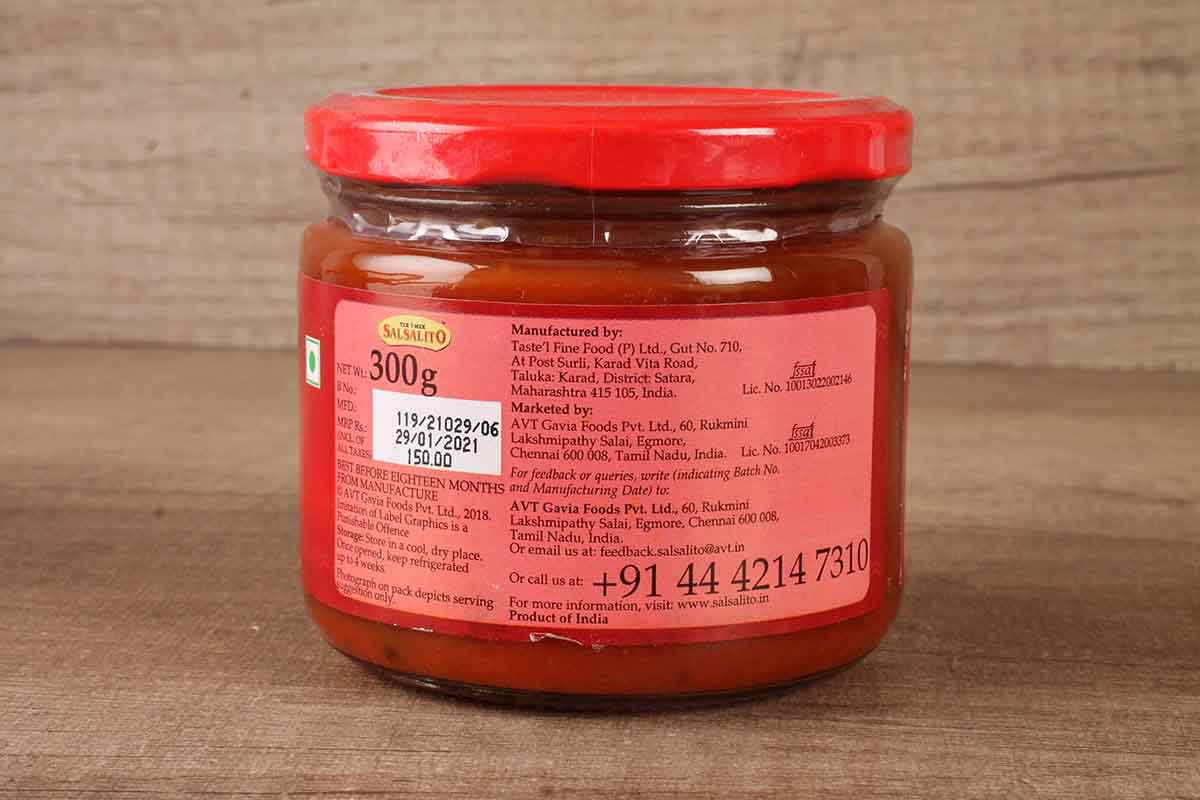 TEX MEX
SALSALITO
NET Wt.: 300g
B No.:
MFD.:
MRP Rs.:
(INCL. OF
ALL TAXES)
119/21029/06
29/01/2021
150.00
BEST BEFORE EIGHTEEN MONTHS
FROM MANUFACTURE
© AVT Gavia Foods Pvt. Ltd., 2018.
Imitation of Label Graphics is a
Punishable Offence
Storage: Store in a cool, dry place.
Once opened, keep refrigerated
up to 4 weeks.
Photograph on pack depicts serving
suggestion only.
Manufactured by:
Taste'l Fine Food (P) Ltd., Gut No. 710,
At Post Surli, Karad Vita Road,
Taluka: Karad, District: Satara,
Maharashtra 415 105, India.
fssai
Lic. No. 10013022002146
Marketed by:
AVT Gavia Foods Pvt. Ltd., 60, Rukmini
Lakshmipathy Salai, Egmore,
Chennai 600 008, Tamil Nadu, India.
fssai
Lic. No. 10017042003373
For feedback or queries, write (indicating Batch No.
and Manufacturing Date) to:
AVT Gavia Foods Pvt. Ltd., 60, Rukmini
Lakshmipathy Salai, Egmore, Chennai 600 008,
Tamil Nadu, India.
Or email us at: feedback.salsalito@avt.in
Or call us at: +91 44 4214 7310
For more information, visit: www.salsalito.in
Product of India